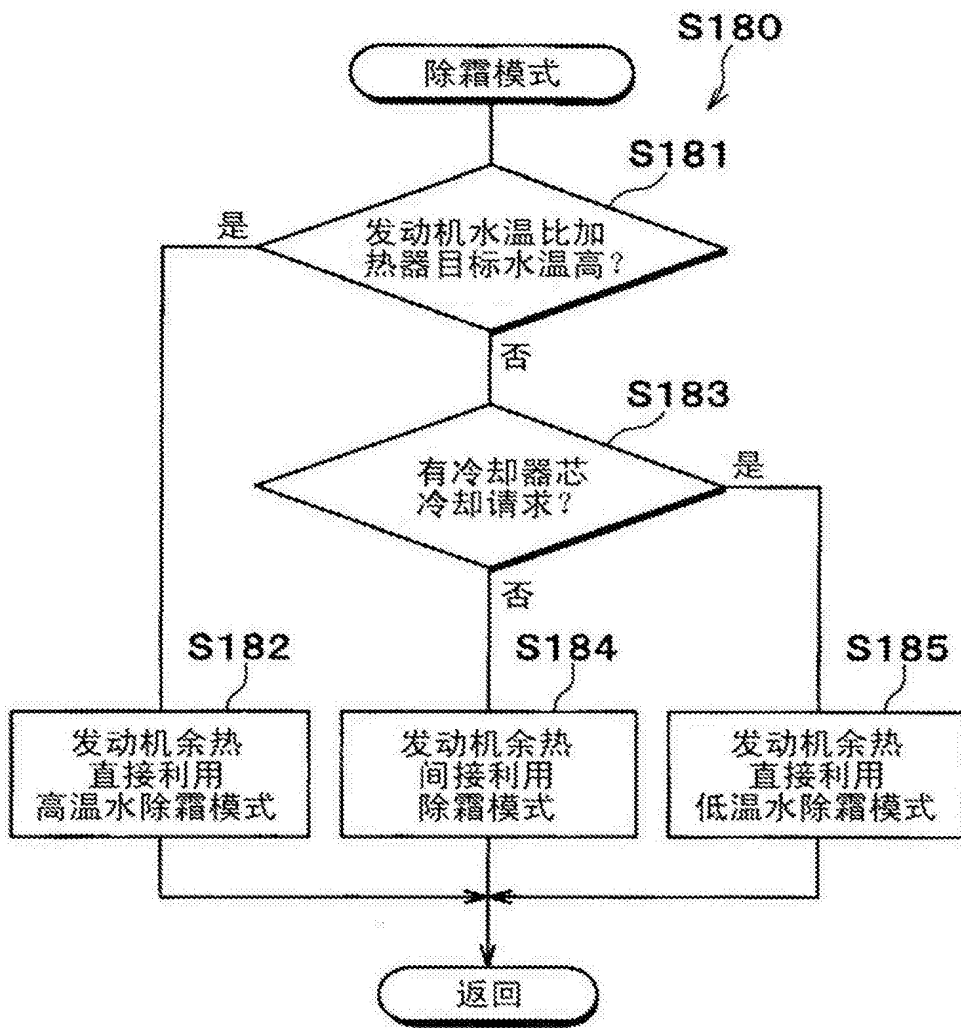 S180
除霜模式
S181
是
发动机水温比加
热器目标水温高?
否
S183
有冷却器芯
冷却请求?
是
否
S182
S184
S185
发动机余热
直接利用
高温水除霜模式
发动机余热
间接利用
除霜模式
发动机余热
直接利用
低温水除霜模式
返回